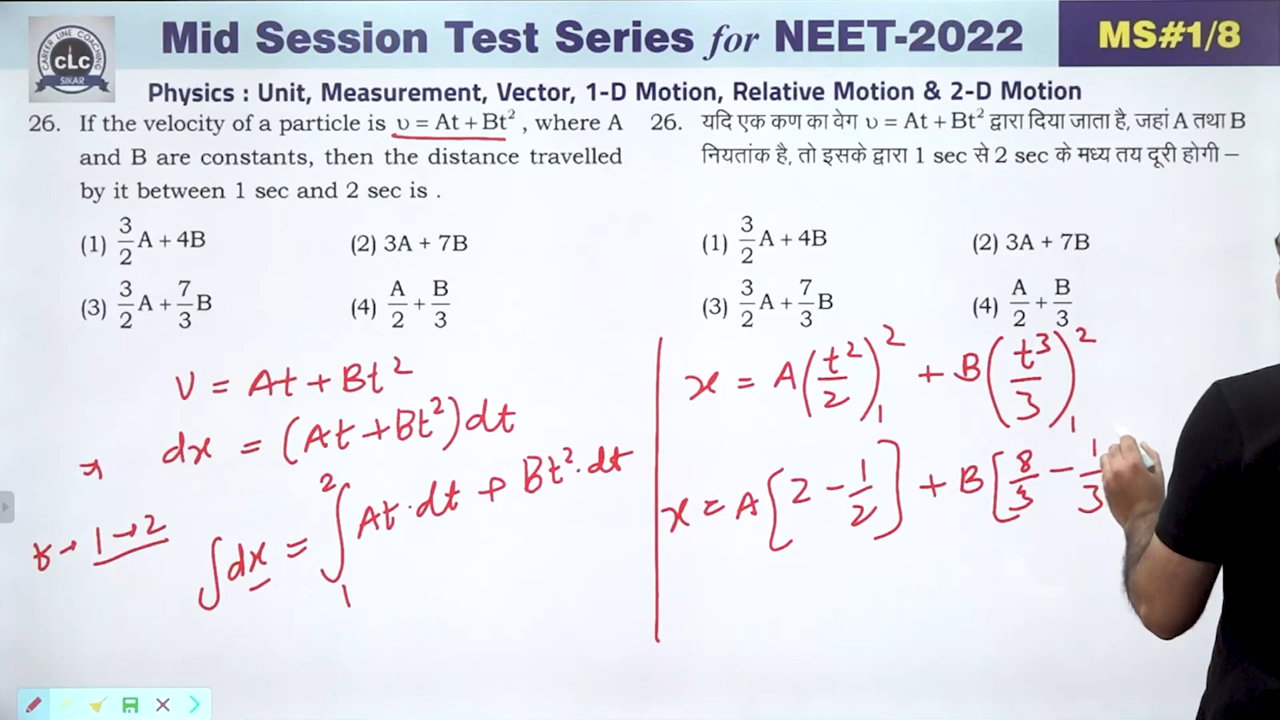 CAREER LINE COACHING
CLC
SIKAR
Mid Session Test Series for NEET-2022
MS#1/8
Physics : Unit, Measurement, Vector, 1-D Motion, Relative Motion & 2-D Motion
26. If the velocity of a particle is υ = At + Bt², where A
and B are constants, then the distance travelled
by it between 1 sec and 2 sec is .
(1) 3/2 A + 4B (2) 3A + 7B
(3) 3/2 A + 7/3 B (4) A/2 + B/3
26. यदि एक कण का वेग υ = At + Bt² द्वारा दिया जाता है, जहां A तथा B
नियतांक है, तो इसके द्वारा 1 sec से 2 sec के मध्य तय दूरी होगी –
(1) 3/2 A + 4B (2) 3A + 7B
(3) 3/2 A + 7/3 B (4) A/2 + B/3
V = At + Bt²
⇒ dx = (At + Bt²) dt
t → 1 → 2
∫dx = ∫₁² At · dt + Bt² · dt
x = A(t²/2)₁² + B(t³/3)₁²
x = A[2 − 1/2] + B[8/3 − 1/3